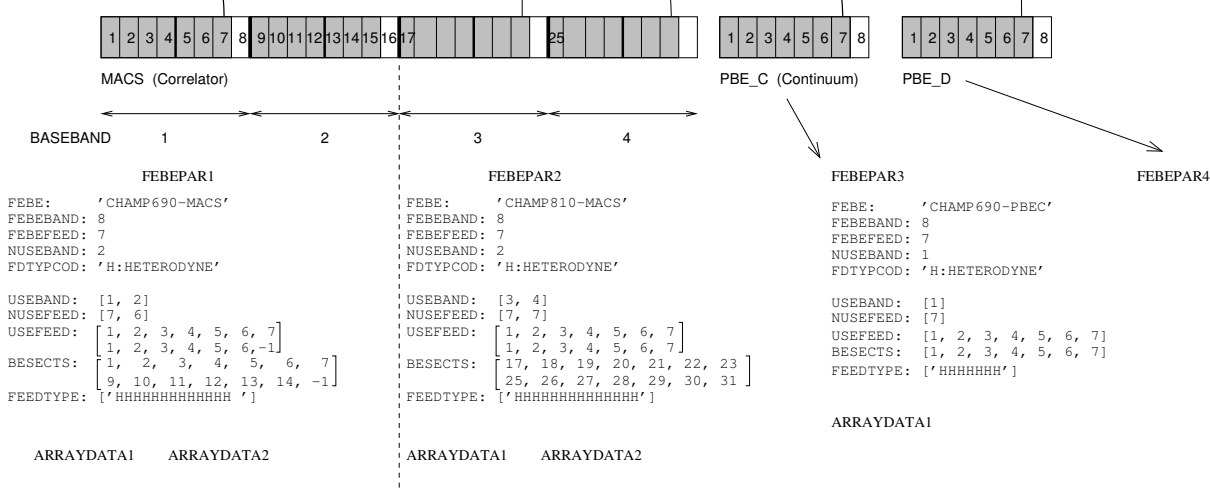 1 2 3 4 5 6 7 8 9 10 11 12 13 14 15 16 17 25
1 2 3 4 5 6 7 8
1 2 3 4 5 6 7 8
MACS (Correlator)
PBE_C (Continuum)
PBE_D
BASEBAND 1 2 3 4
FEBEPAR1
FEBE: 'CHAMP690-MACS'
FEBEBAND: 8
FEBEFEED: 7
NUSEBAND: 2
FDTYPCOD: 'H:HETERODYNE'
USEBAND: [1, 2]
NUSEFEED: [7, 6]
USEFEED: [1, 2, 3, 4, 5, 6, 7
1, 2, 3, 4, 5, 6,-1]
BESECTS: [1, 2, 3, 4, 5, 6, 7
9, 10, 11, 12, 13, 14, -1]
FEEDTYPE: ['HHHHHHHHHHHHH ']
ARRAYDATA1 ARRAYDATA2
FEBEPAR2
FEBE: 'CHAMP810-MACS'
FEBEBAND: 8
FEBEFEED: 7
NUSEBAND: 2
FDTYPCOD: 'H:HETERODYNE'
USEBAND: [3, 4]
NUSEFEED: [7, 7]
USEFEED: [1, 2, 3, 4, 5, 6, 7
1, 2, 3, 4, 5, 6, 7]
BESECTS: [17, 18, 19, 20, 21, 22, 23
25, 26, 27, 28, 29, 30, 31 ]
FEEDTYPE: ['HHHHHHHHHHHHHH']
ARRAYDATA1 ARRAYDATA2
FEBEPAR3
FEBE: 'CHAMP690-PBEC'
FEBEBAND: 8
FEBEFEED: 7
NUSEBAND: 1
FDTYPCOD: 'H:HETERODYNE'
USEBAND: [1]
NUSEFEED: [7]
USEFEED: [1, 2, 3, 4, 5, 6, 7]
BESECTS: [1, 2, 3, 4, 5, 6, 7]
FEEDTYPE: ['HHHHHHH']
ARRAYDATA1
FEBEPAR4